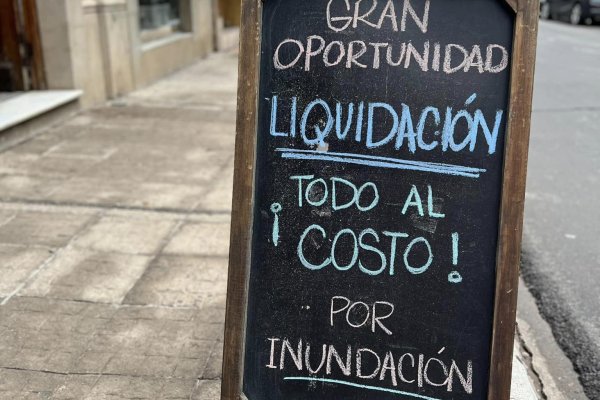 GRAN
OPORTUNIDAD
LIQUIDACIÓN
TODO AL
¡COSTO!
POR
INUNDACIÓN